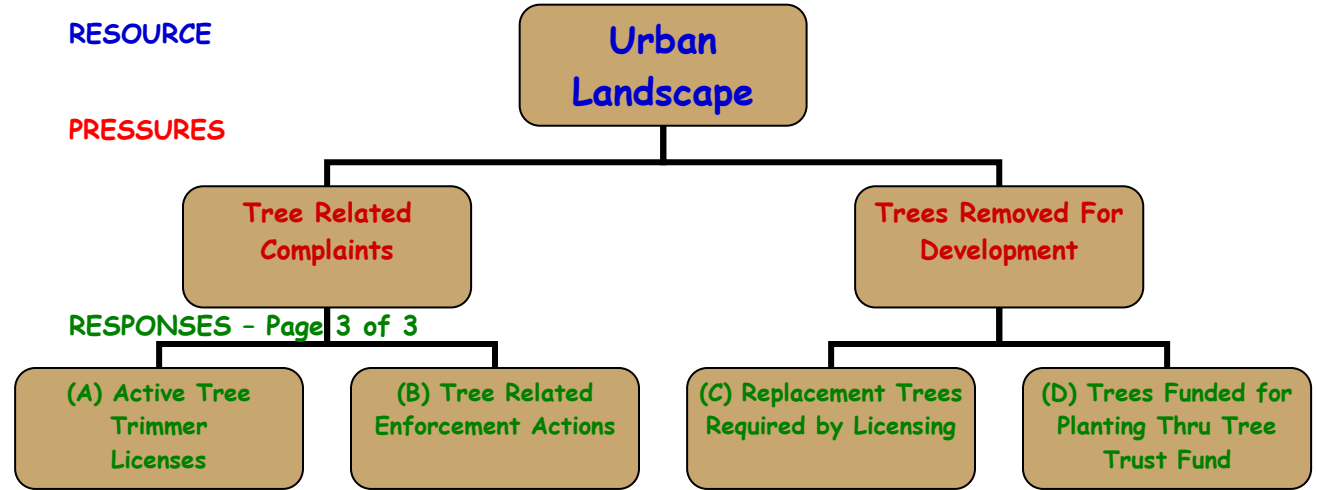 RESOURCE
Urban
Landscape
PRESSURES
Tree Related
Complaints
Trees Removed For
Development
RESPONSES – Page 3 of 3
(A) Active Tree
Trimmer
Licenses
(B) Tree Related
Enforcement Actions
(C) Replacement Trees
Required by Licensing
(D) Trees Funded for
Planting Thru Tree
Trust Fund